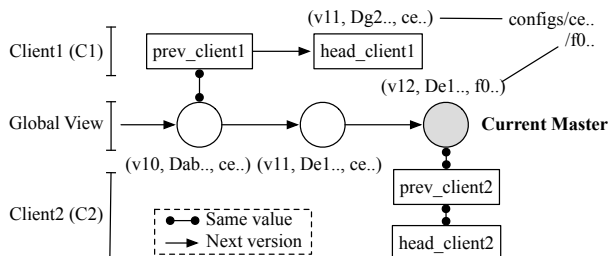 (v11, Dg2.., ce..)
configs/ce..
/f0..
Client1 (C1)
prev_client1
head_client1
(v12, De1.., f0..)
Global View
Current Master
(v10, Dab.., ce..)
(v11, De1.., ce..)
prev_client2
Client2 (C2)
Same value
Next version
head_client2